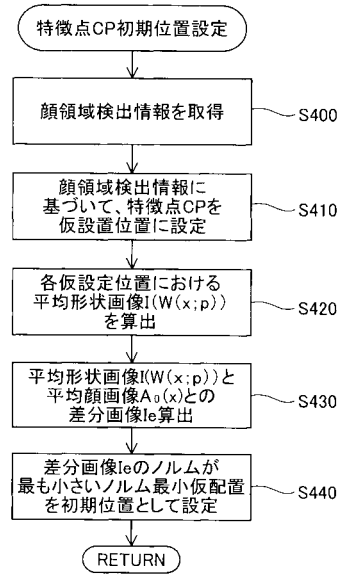 特徴点CP初期位置設定
顔領域検出情報を取得
S400
顔領域検出情報に
基づいて、特徴点CPを
仮設置位置に設定
S410
各仮設定位置における
平均形状画像I(W(x;p))
を算出
S420
平均形状画像I(W(x;p))と
平均顔画像A₀(x)との
差分画像Ie算出
S430
差分画像Ieのノルムが
最も小さいノルム最小仮配置
を初期位置として設定
S440
RETURN